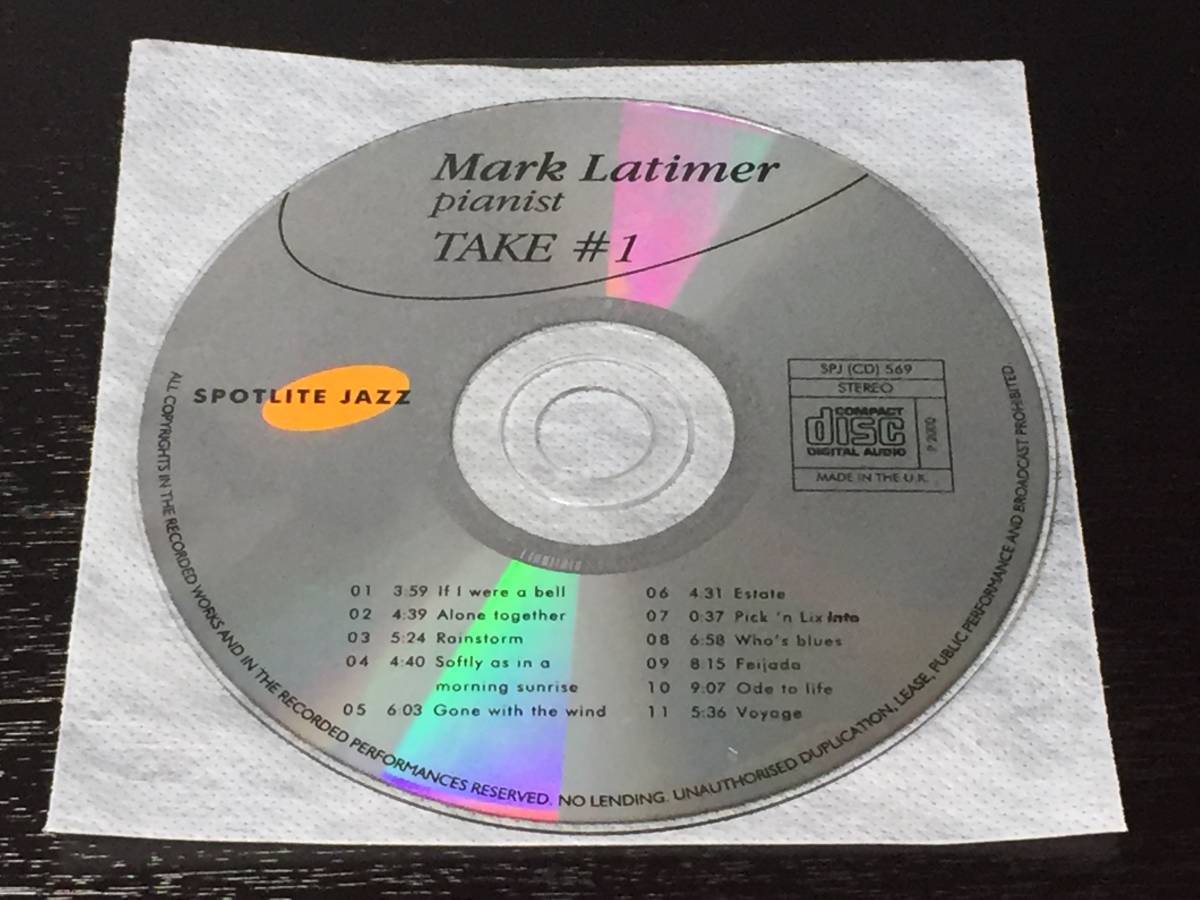 Mark Latimer
pianist
TAKE #1
SPOTLITE JAZZ
SPJ (CD) 569
STEREO
COMPACT
disc
DIGITAL AUDIO
P 2000
MADE IN THE U.K.
01 3:59 If I were a bell
02 4:39 Alone together
03 5:24 Rainstorm
04 4:40 Softly as in a
morning sunrise
05 6:03 Gone with the wind
06 4:31 Estate
07 0:37 Pick 'n Lix Into
08 6:58 Who's blues
09 8:15 Feijada
10 9:07 Ode to life
11 5:36 Voyage
ALL COPYRIGHTS IN THE RECORDED WORKS AND IN THE RECORDED PERFORMANCES RESERVED. NO LENDING. UNAUTHORISED DUPLICATION, LEASE, PUBLIC PERFORMANCE AND BROADCAST PROHIBITED